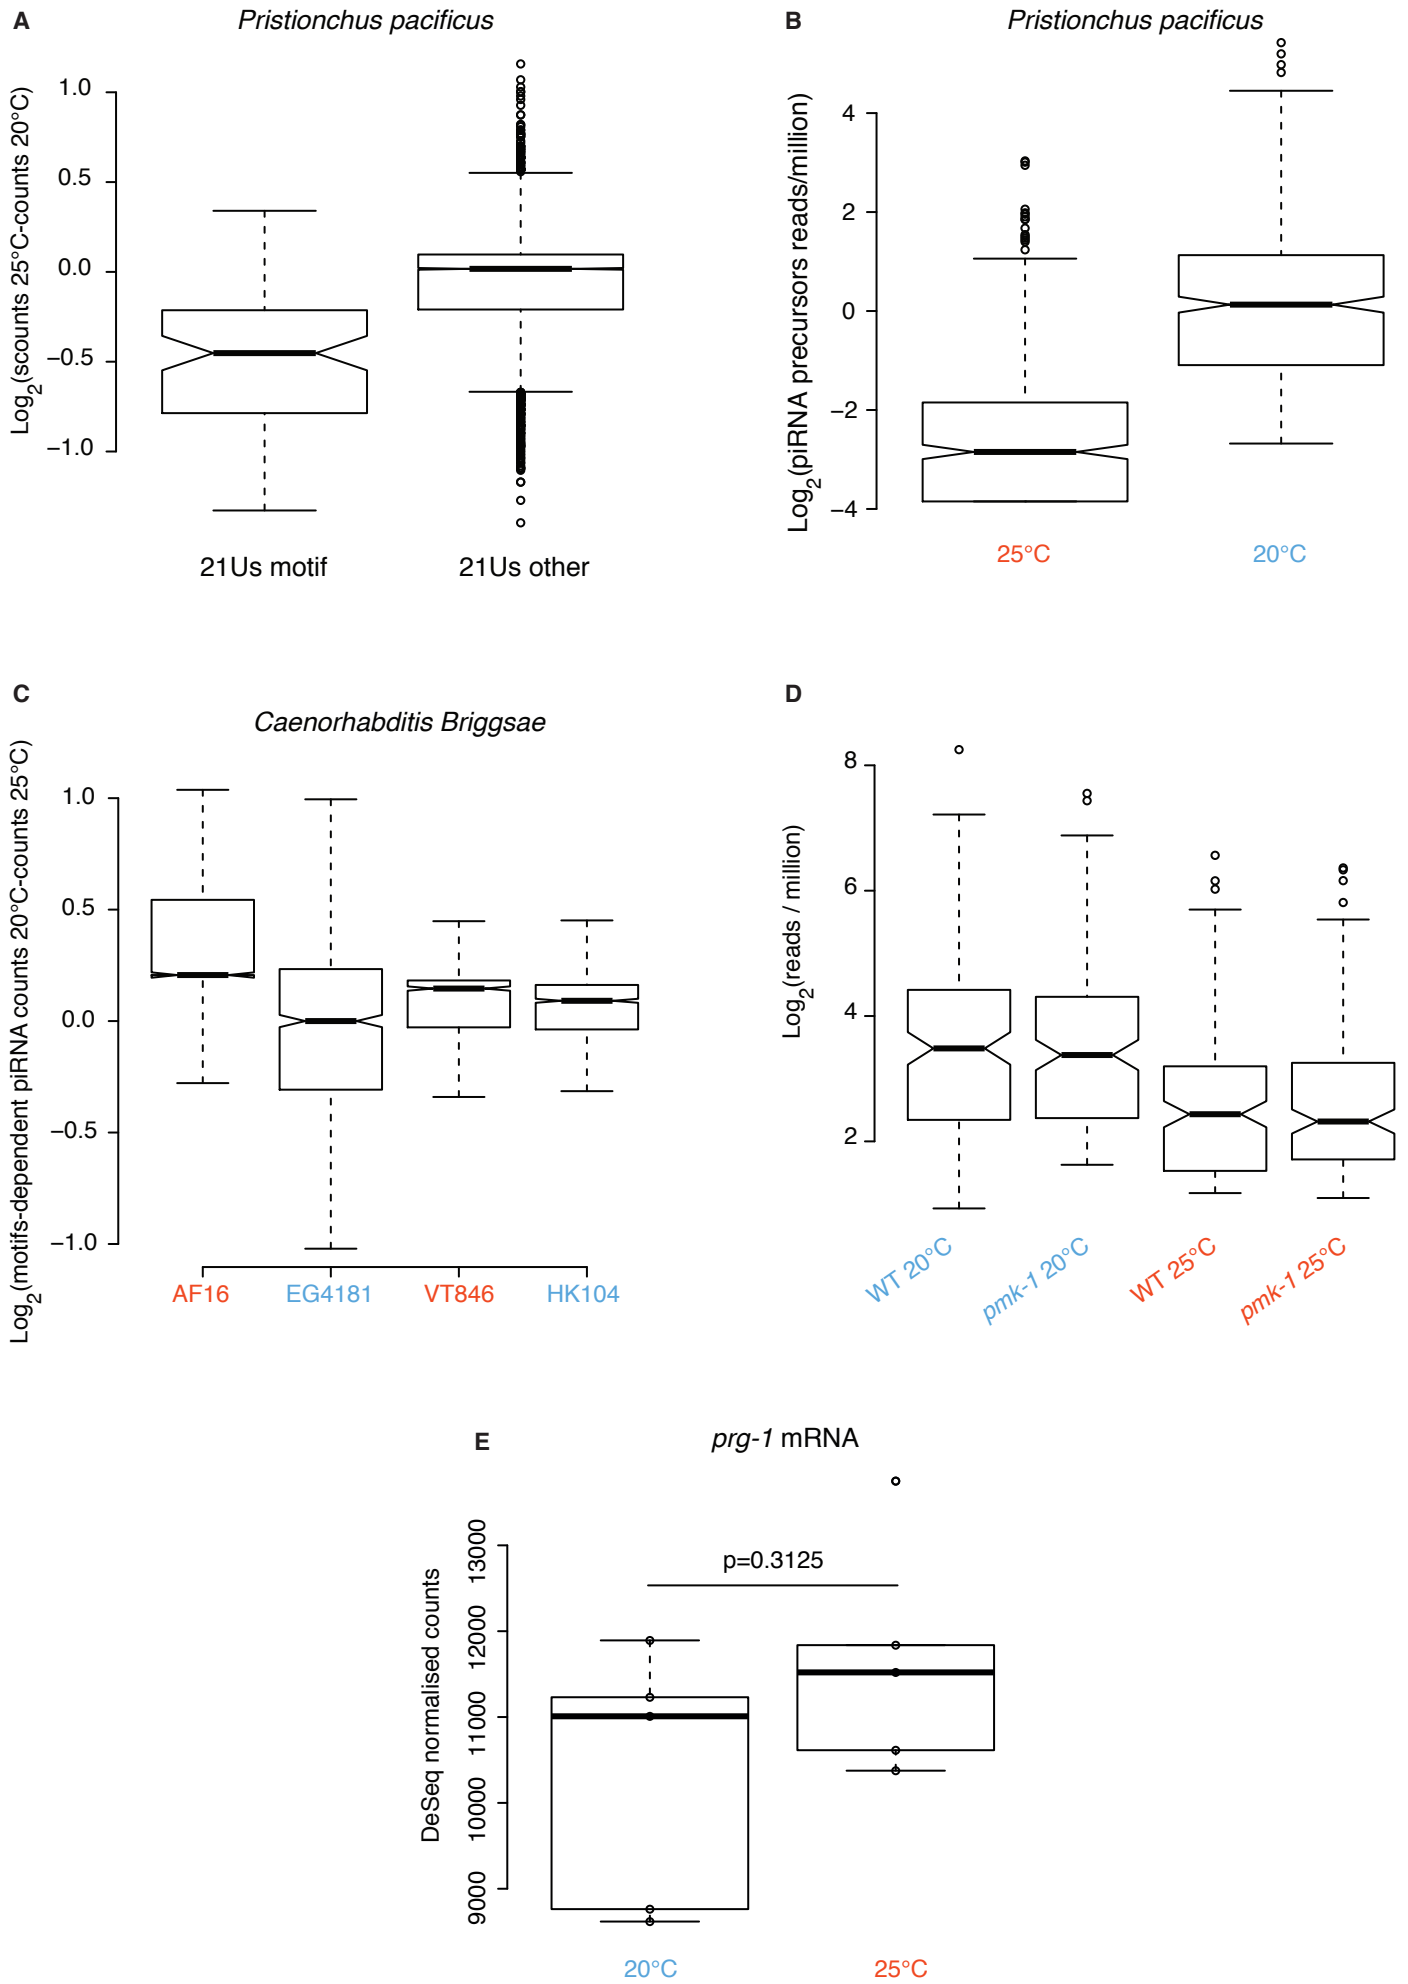 A
Pristionchus pacificus
Log2(scounts 25°C-counts 20°C)
1.0
0.5
0.0
−0.5
−1.0
21Us motif
21Us other
B
Pristionchus pacificus
Log2(piRNA precursors reads/million)
4
2
0
−2
−4
25°C
20°C
C
Caenorhabditis Briggsae
Log2(motifs-dependent piRNA counts 20°C-counts 25°C)
1.0
0.5
0.0
−0.5
−1.0
AF16
EG4181
VT846
HK104
D
Log2(reads / million)
8
6
4
2
WT 20°C
pmk-1 20°C
WT 25°C
pmk-1 25°C
E
prg-1 mRNA
DeSeq normalised counts
13000
12000
11000
10000
9000
p=0.3125
20°C
25°C